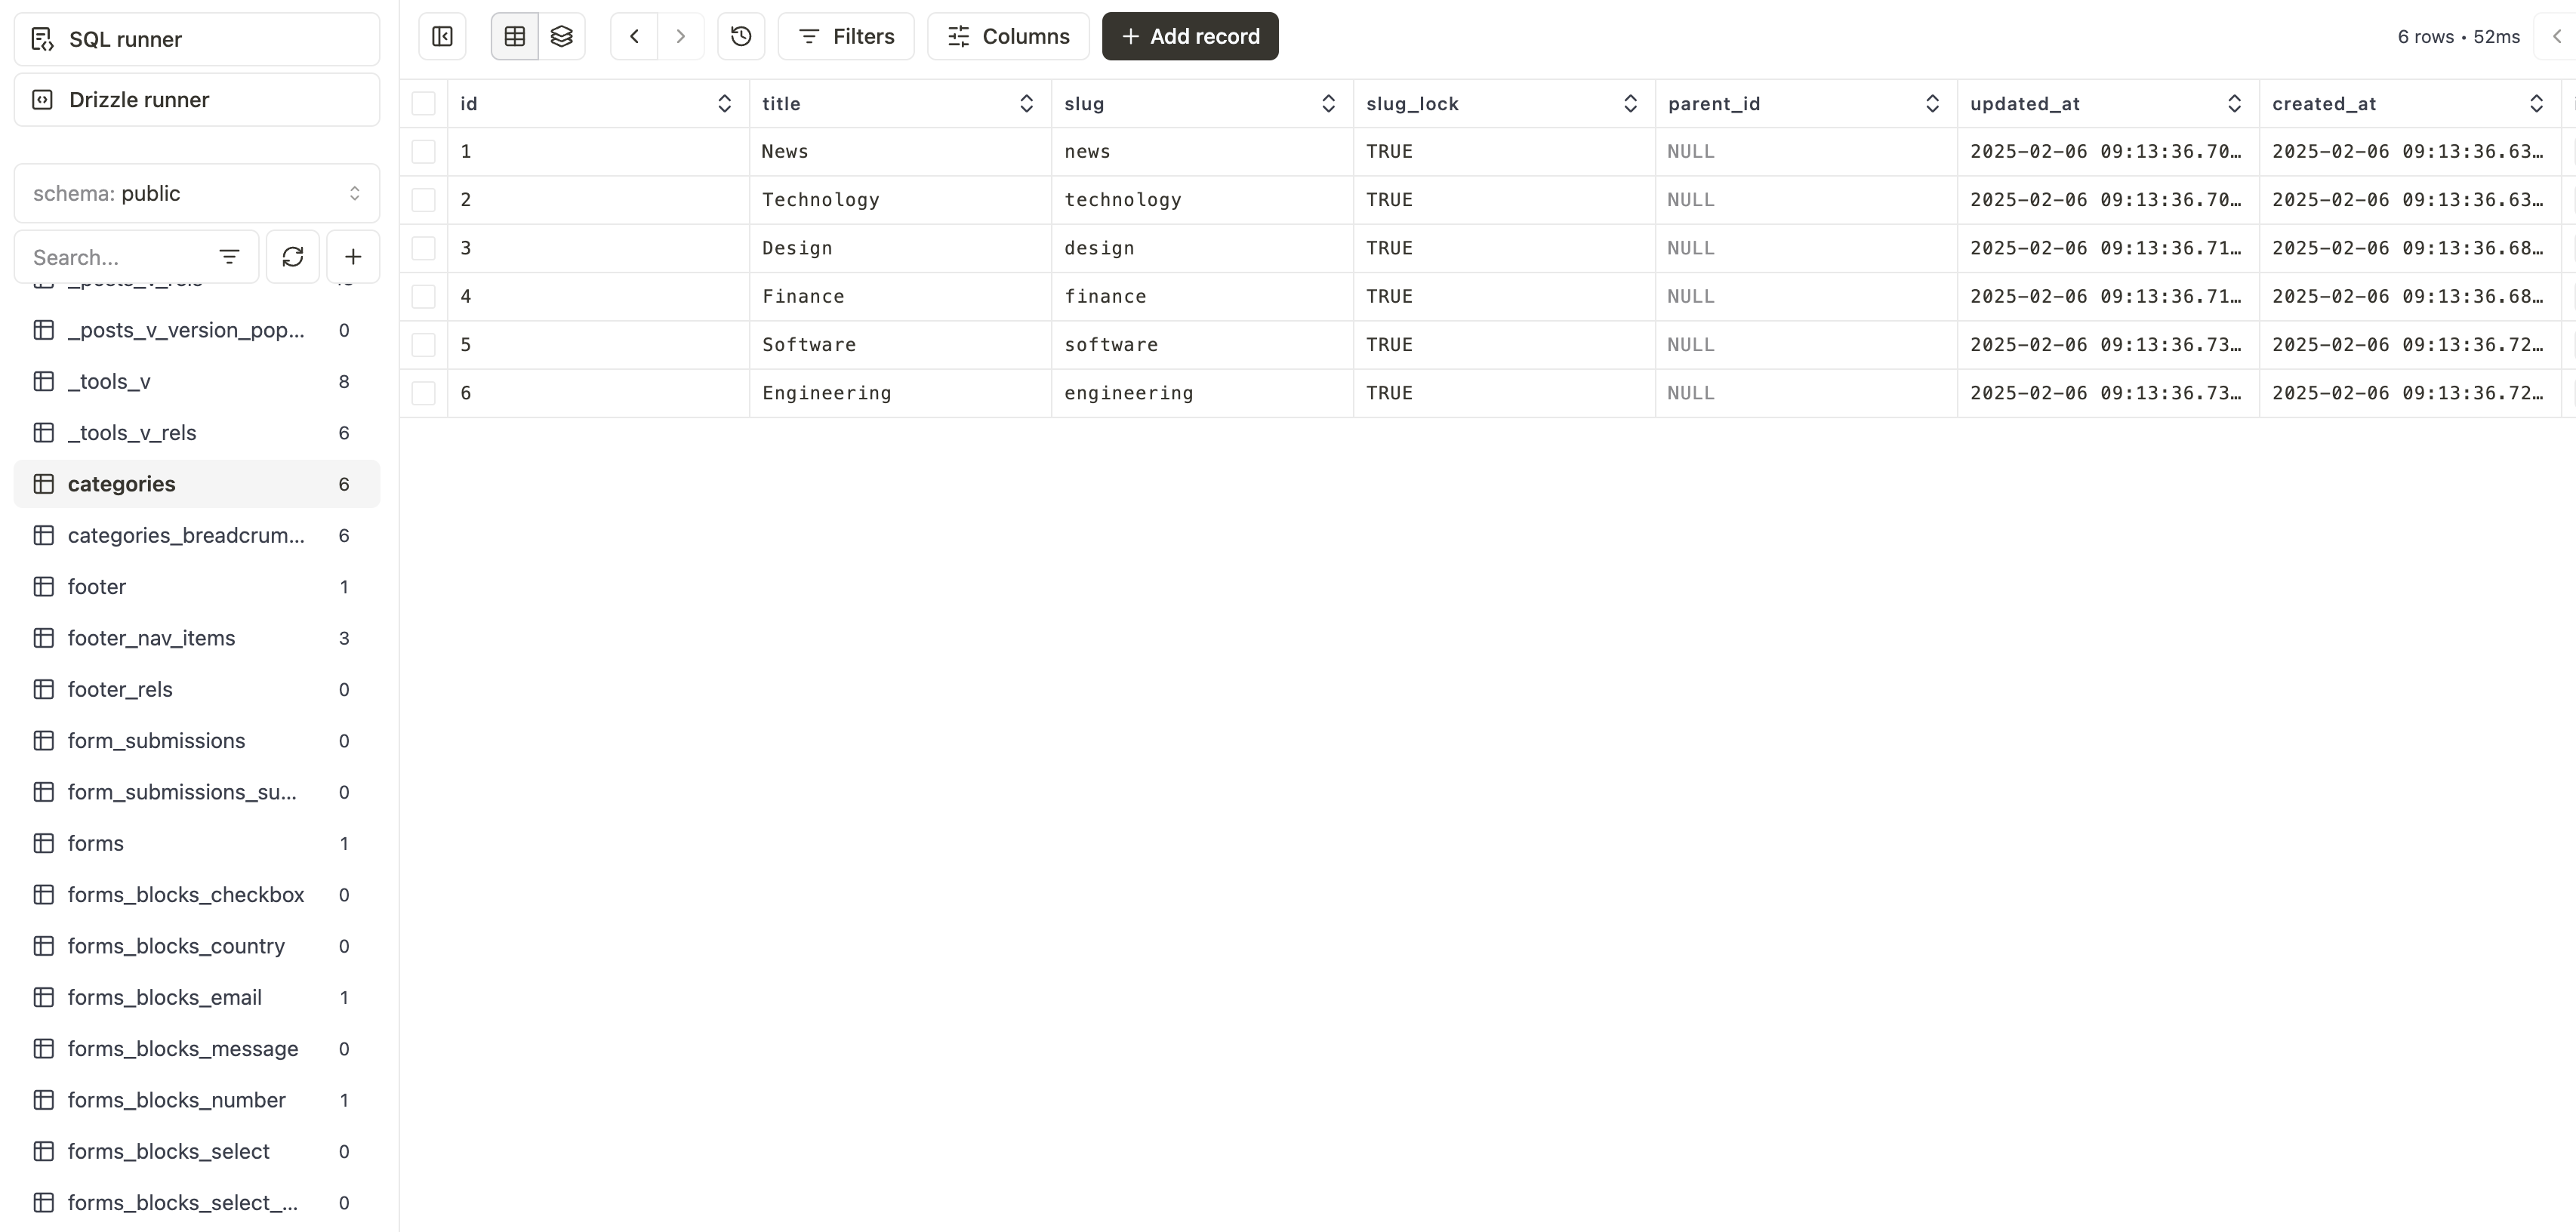 SQL runner
Drizzle runner
schema: public
Search...
_posts_v_version_pop... 0
_tools_v 8
_tools_v_rels 6
categories 6
categories_breadcrum... 6
footer 1
footer_nav_items 3
footer_rels 0
form_submissions 0
form_submissions_su... 0
forms 1
forms_blocks_checkbox 0
forms_blocks_country 0
forms_blocks_email 1
forms_blocks_message 0
forms_blocks_number 1
forms_blocks_select 0
forms_blocks_select_... 0
Filters Columns + Add record 6 rows • 52ms
id title slug slug_lock parent_id updated_at created_at
1 News news TRUE NULL 2025-02-06 09:13:36.70… 2025-02-06 09:13:36.63…
2 Technology technology TRUE NULL 2025-02-06 09:13:36.70… 2025-02-06 09:13:36.63…
3 Design design TRUE NULL 2025-02-06 09:13:36.71… 2025-02-06 09:13:36.68…
4 Finance finance TRUE NULL 2025-02-06 09:13:36.71… 2025-02-06 09:13:36.68…
5 Software software TRUE NULL 2025-02-06 09:13:36.73… 2025-02-06 09:13:36.72…
6 Engineering engineering TRUE NULL 2025-02-06 09:13:36.73… 2025-02-06 09:13:36.72…